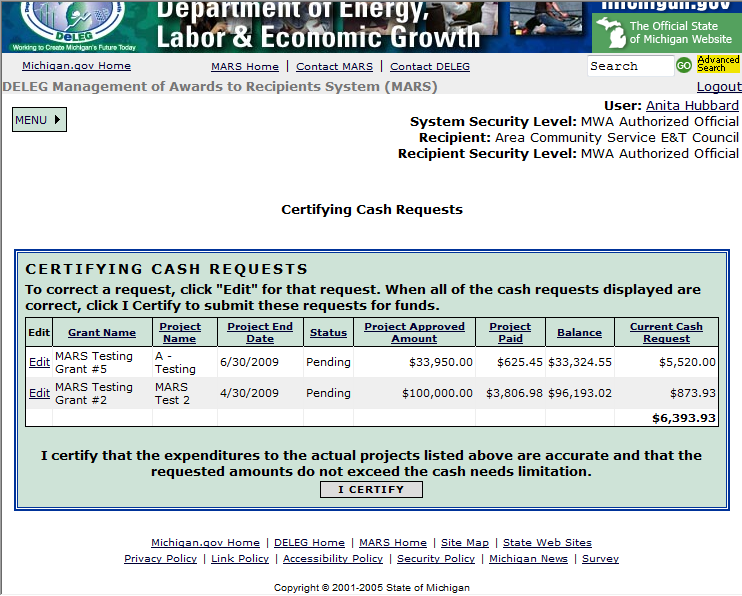 Department of Energy,
Labor & Economic Growth
michigan.gov
DELEG
Working to Create Michigan's Future Today
The Official State
of Michigan Website
Michigan.gov Home
MARS Home | Contact MARS | Contact DELEG
Search
GO
Advanced
Search
DELEG Management of Awards to Recipients System (MARS)
Logout
MENU
User: Anita Hubbard
System Security Level: MWA Authorized Official
Recipient: Area Community Service E&T Council
Recipient Security Level: MWA Authorized Official
Certifying Cash Requests
CERTIFYING CASH REQUESTS
To correct a request, click "Edit" for that request. When all of the cash requests displayed are
correct, click I Certify to submit these requests for funds.
Edit Grant Name Project Name Project End Date Status Project Approved Amount Project Paid Balance Current Cash Request
Edit MARS Testing Grant #5 A - Testing 6/30/2009 Pending $33,950.00 $625.45 $33,324.55 $5,520.00
Edit MARS Testing Grant #2 MARS Test 2 4/30/2009 Pending $100,000.00 $3,806.98 $96,193.02 $873.93
$6,393.93
I certify that the expenditures to the actual projects listed above are accurate and that the
requested amounts do not exceed the cash needs limitation.
I CERTIFY
Michigan.gov Home | DELEG Home | MARS Home | Site Map | State Web Sites
Privacy Policy | Link Policy | Accessibility Policy | Security Policy | Michigan News | Survey
Copyright © 2001-2005 State of Michigan